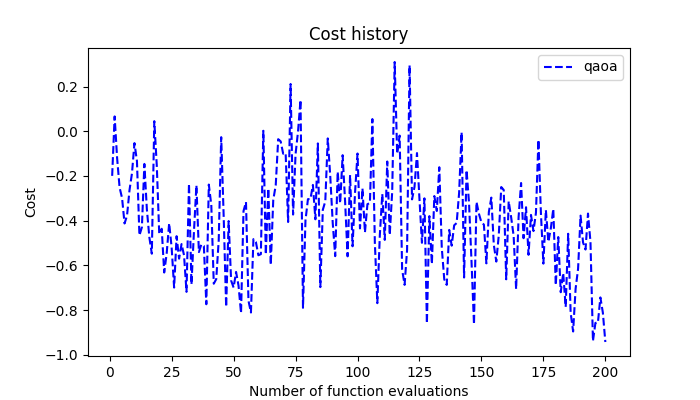 Cost history
qaoa
Cost
0.2
0.0
−0.2
−0.4
−0.6
−0.8
−1.0
0 25 50 75 100 125 150 175 200
Number of function evaluations